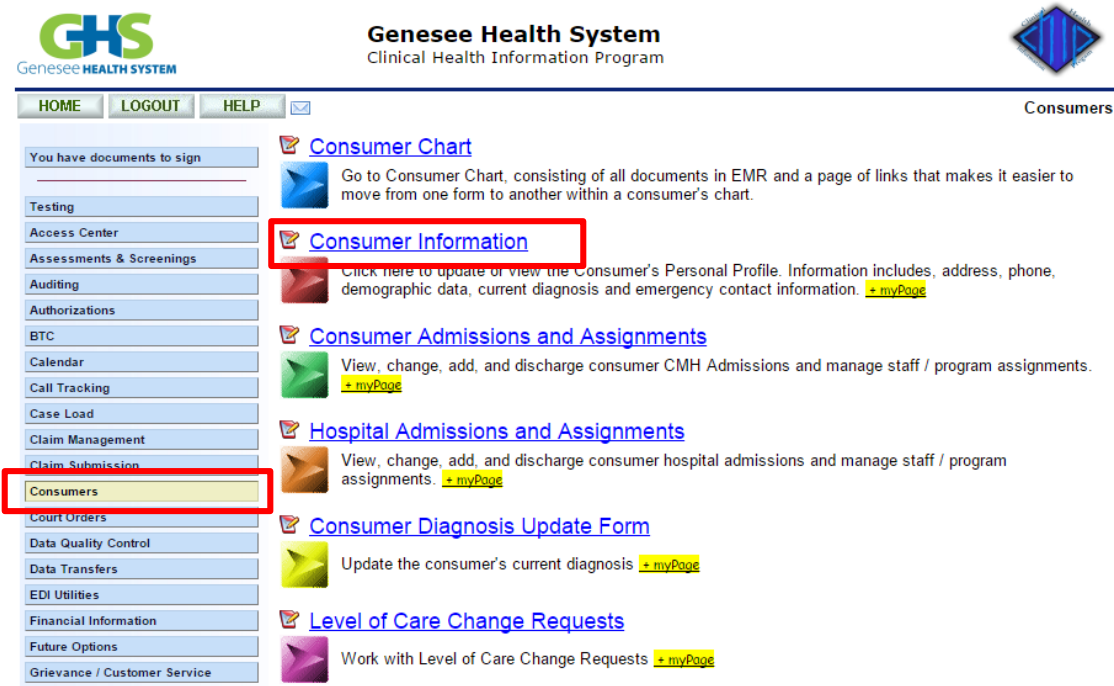 GHS
Genesee HEALTH SYSTEM
Genesee Health System
Clinical Health Information Program
HOME
LOGOUT
HELP
Consumers
You have documents to sign
Testing
Access Center
Assessments & Screenings
Auditing
Authorizations
BTC
Calendar
Call Tracking
Case Load
Claim Management
Claim Submission
Consumers
Court Orders
Data Quality Control
Data Transfers
EDI Utilities
Financial Information
Future Options
Grievance / Customer Service
Consumer Chart
Go to Consumer Chart, consisting of all documents in EMR and a page of links that makes it easier to
move from one form to another within a consumer's chart.
Consumer Information
Click here to update or view the Consumer's Personal Profile. Information includes, address, phone,
demographic data, current diagnosis and emergency contact information. + myPage
Consumer Admissions and Assignments
View, change, add, and discharge consumer CMH Admissions and manage staff / program assignments.
+ myPage
Hospital Admissions and Assignments
View, change, add, and discharge consumer hospital admissions and manage staff / program
assignments. + myPage
Consumer Diagnosis Update Form
Update the consumer's current diagnosis + myPage
Level of Care Change Requests
Work with Level of Care Change Requests + myPage